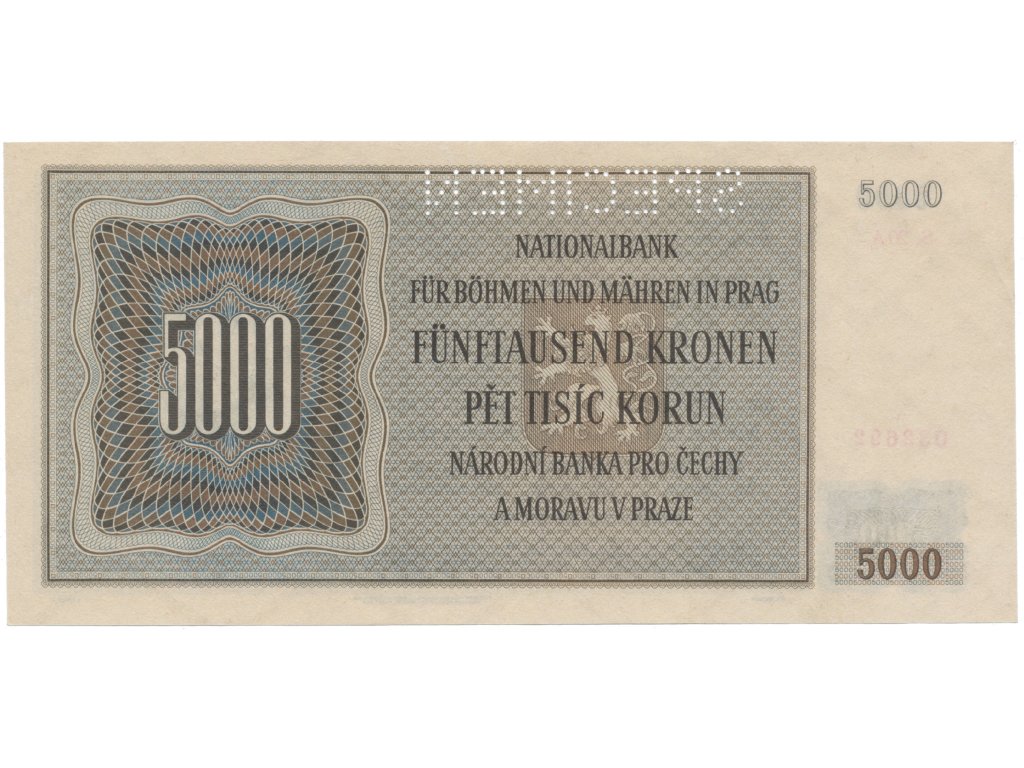 SPECIMEN
5000
NATIONALBANK
FÜR BÖHMEN UND MÄHREN IN PRAG
5000
FÜNFTAUSEND KRONEN
PĚT TISÍC KORUN
NÁRODNÍ BANKA PRO ČECHY
A MORAVU V PRAZE
5000